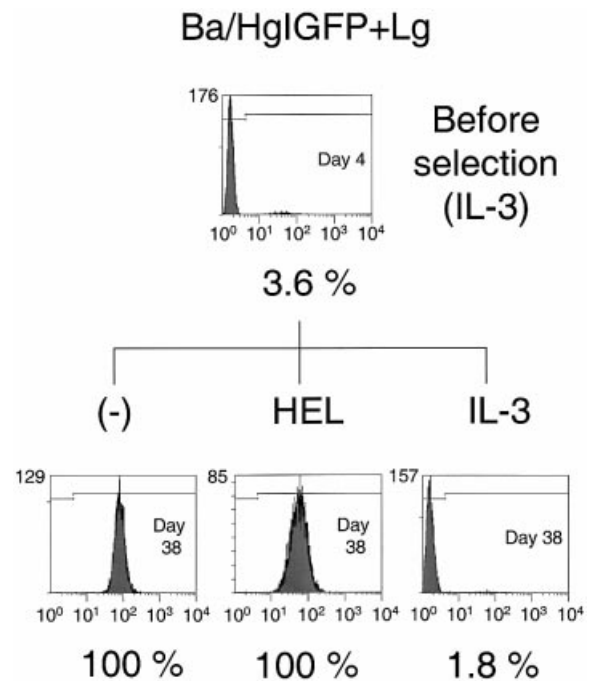 Ba/HgIGFP+Lg
176
Day 4
Before
selection
(IL-3)
10⁰ 10¹ 10² 10³ 10⁴
3.6 %
(-) HEL IL-3
129
Day
38
10⁰ 10¹ 10² 10³ 10⁴
100 %
85
Day
38
10⁰ 10¹ 10² 10³ 10⁴
100 %
157
Day 38
10⁰ 10¹ 10² 10³ 10⁴
1.8 %